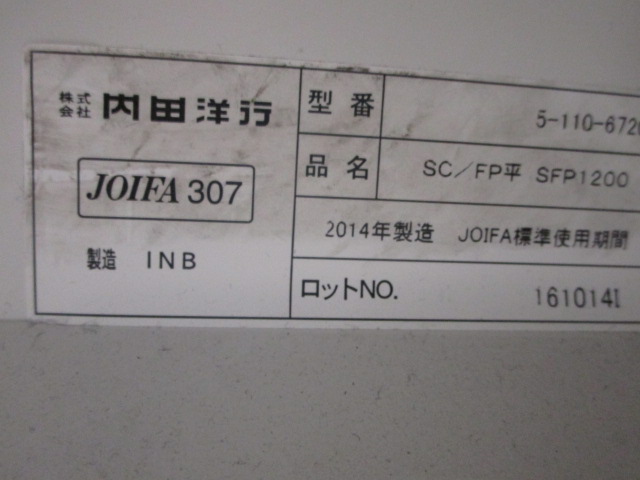 株式会社 内田洋行
JOIFA 307
製造 INB
型番 5-110-672
品名 SC/FP平 SFP1200
2014年製造 JOIFA標準使用期間
ロットNO. 161014I